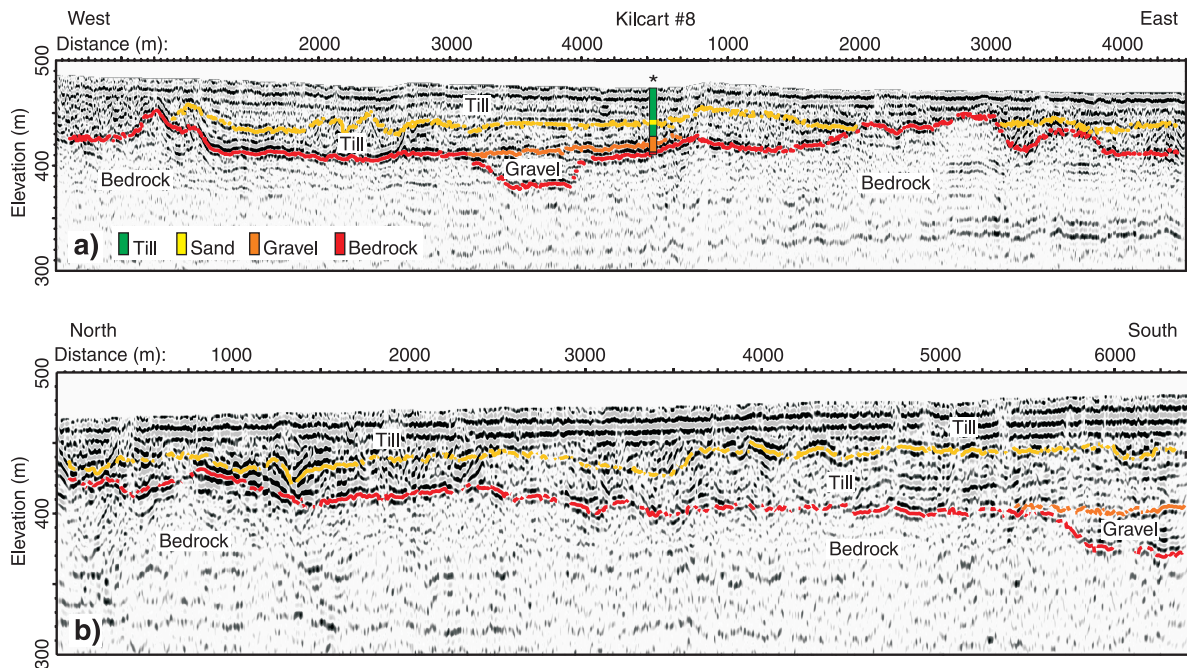 West Kilcart #8 East
Distance (m): 2000 3000 4000 1000 2000 3000 4000
500
*
Till
400
Till
Gravel
Bedrock Bedrock
Elevation (m)
a) Till Sand Gravel Bedrock
300
North South
Distance (m): 1000 2000 3000 4000 5000 6000
500
Till
Till
Till
400
Gravel
Bedrock Bedrock
Elevation (m)
b)
300